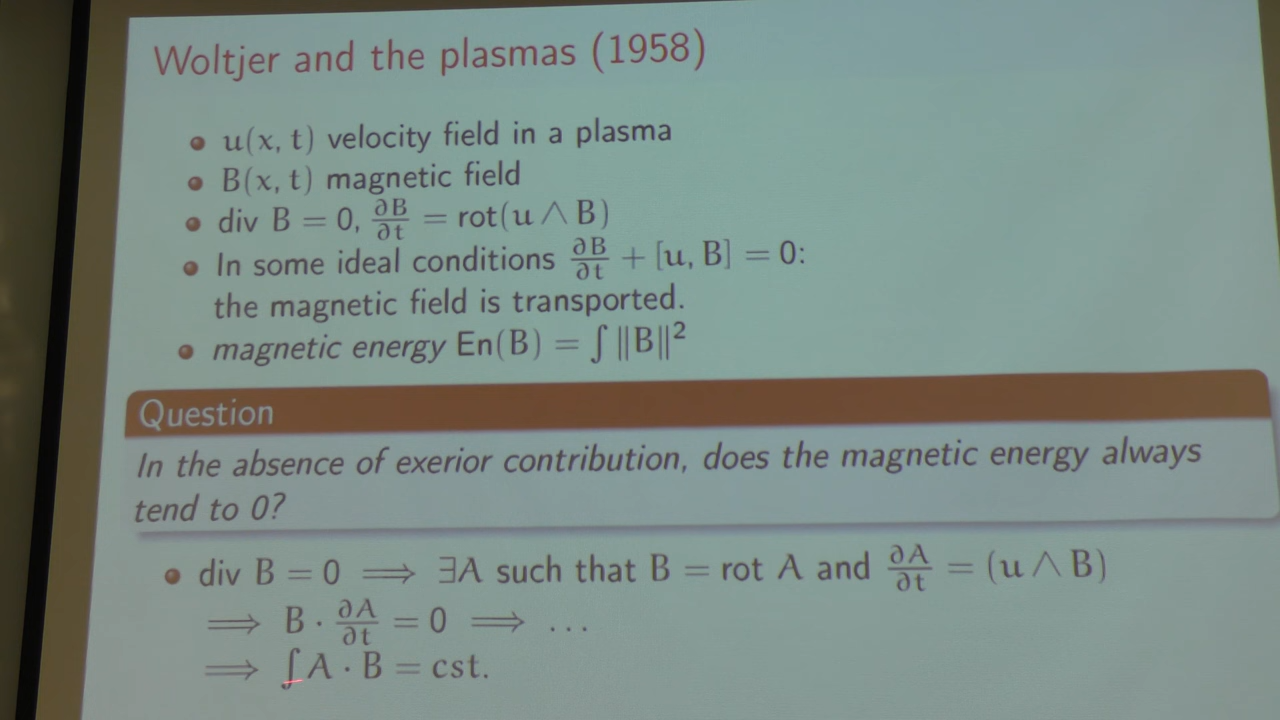 Woltjer and the plasmas (1958)
u(x, t) velocity field in a plasma
B(x, t) magnetic field
div B = 0, ∂B/∂t = rot(u ∧ B)
In some ideal conditions ∂B/∂t + [u, B] = 0:
the magnetic field is transported.
magnetic energy En(B) = ∫ ‖B‖²
Question
In the absence of exerior contribution, does the magnetic energy always
tend to 0?
div B = 0 ⟹ ∃A such that B = rot A and ∂A/∂t = (u ∧ B)
⟹ B · ∂A/∂t = 0 ⟹ ...
⟹ ∫ A · B = cst.